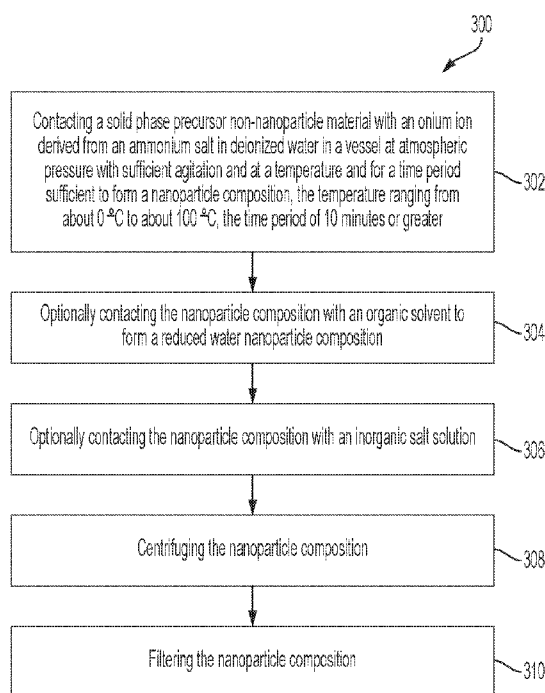 300
Contacting a solid phase precursor non-nanoparticle material with an onium ion
derived from an ammonium salt in deionized water in a vessel at atmospheric
pressure with sufficient agitation and at a temperature and for a time period
sufficient to form a nanoparticle composition, the temperature ranging from
about 0 ºC to about 100 ºC, the time period of 10 minutes or greater
302
Optionally contacting the nanoparticle composition with an organic solvent to
form a reduced water nanoparticle composition
304
Optionally contacting the nanoparticle composition with an inorganic salt solution
306
Centrifuging the nanoparticle composition
308
Filtering the nanoparticle composition
310